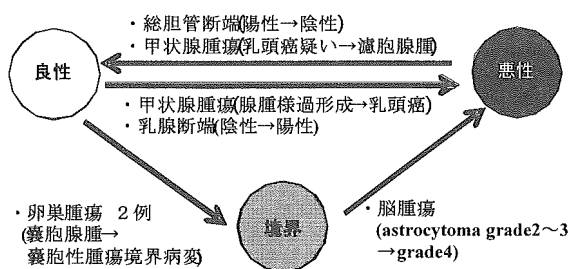 ・総胆管断端(陽性→陰性)
・甲状腺腫瘍(乳頭癌疑い→濾胞腺腫)
良性
悪性
・甲状腺腫瘍(腺腫様過形成→乳頭癌)
・乳腺断端(陰性→陽性)
・卵巣腫瘍 2例
(嚢胞腺腫→
嚢胞性腫瘍境界病変)
境界
・脳腫瘍
(astrocytoma grade2～3
→grade4)